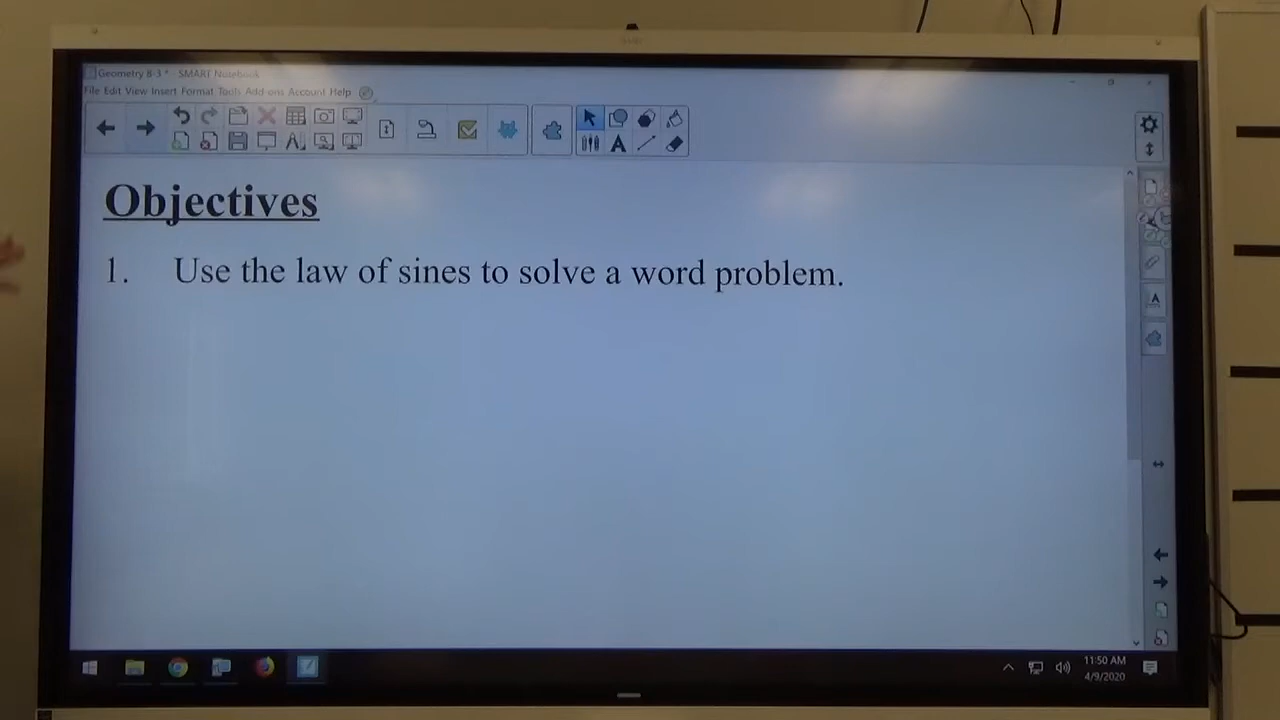 Geometry 8-3 * - SMART Notebook
File Edit View Insert Format Tools Add-ons Account Help
Objectives
1. Use the law of sines to solve a word problem.
11:50 AM
4/9/2020